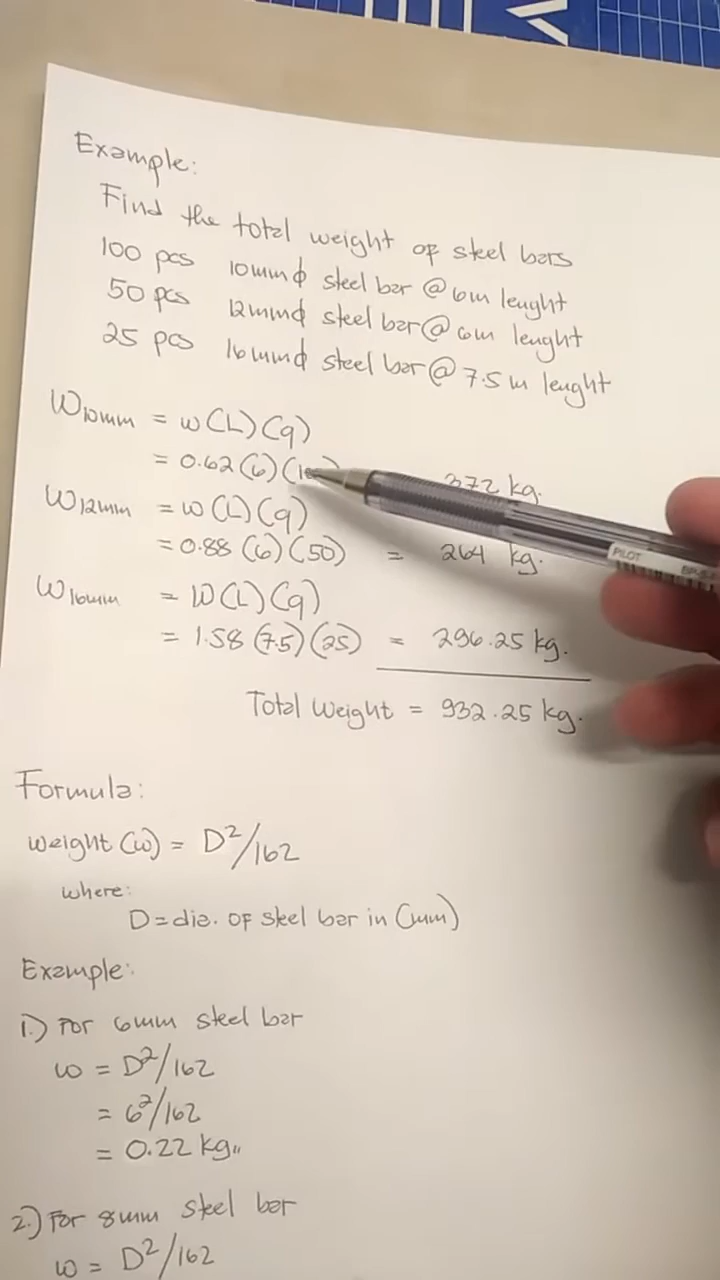 Example:
Find the total weight of steel bars
100 pcs 10mmϕ steel bar @ 6m lenght
50 pcs 12mmϕ steel bar @ 6m lenght
25 pcs 16mmϕ steel bar @ 7.5m lenght
W10mm = w(L)(q)
= 0.62(6) 372 kg.
W12mm = w(L)(q)
= 0.88(6)(50) = 264 kg.
W16mm = W(L)(q)
= 1.58(7.5)(25) = 296.25 kg.
Total Weight = 932.25 kg.
PILOT
Formula:
weight (w) = D²/162
where:
D = dia. of steel bar in (mm)
Example:
1.) For 6mm steel bar
w = D²/162
= 6²/162
= 0.22 kg"
2.) For 8mm steel bar
w = D²/162